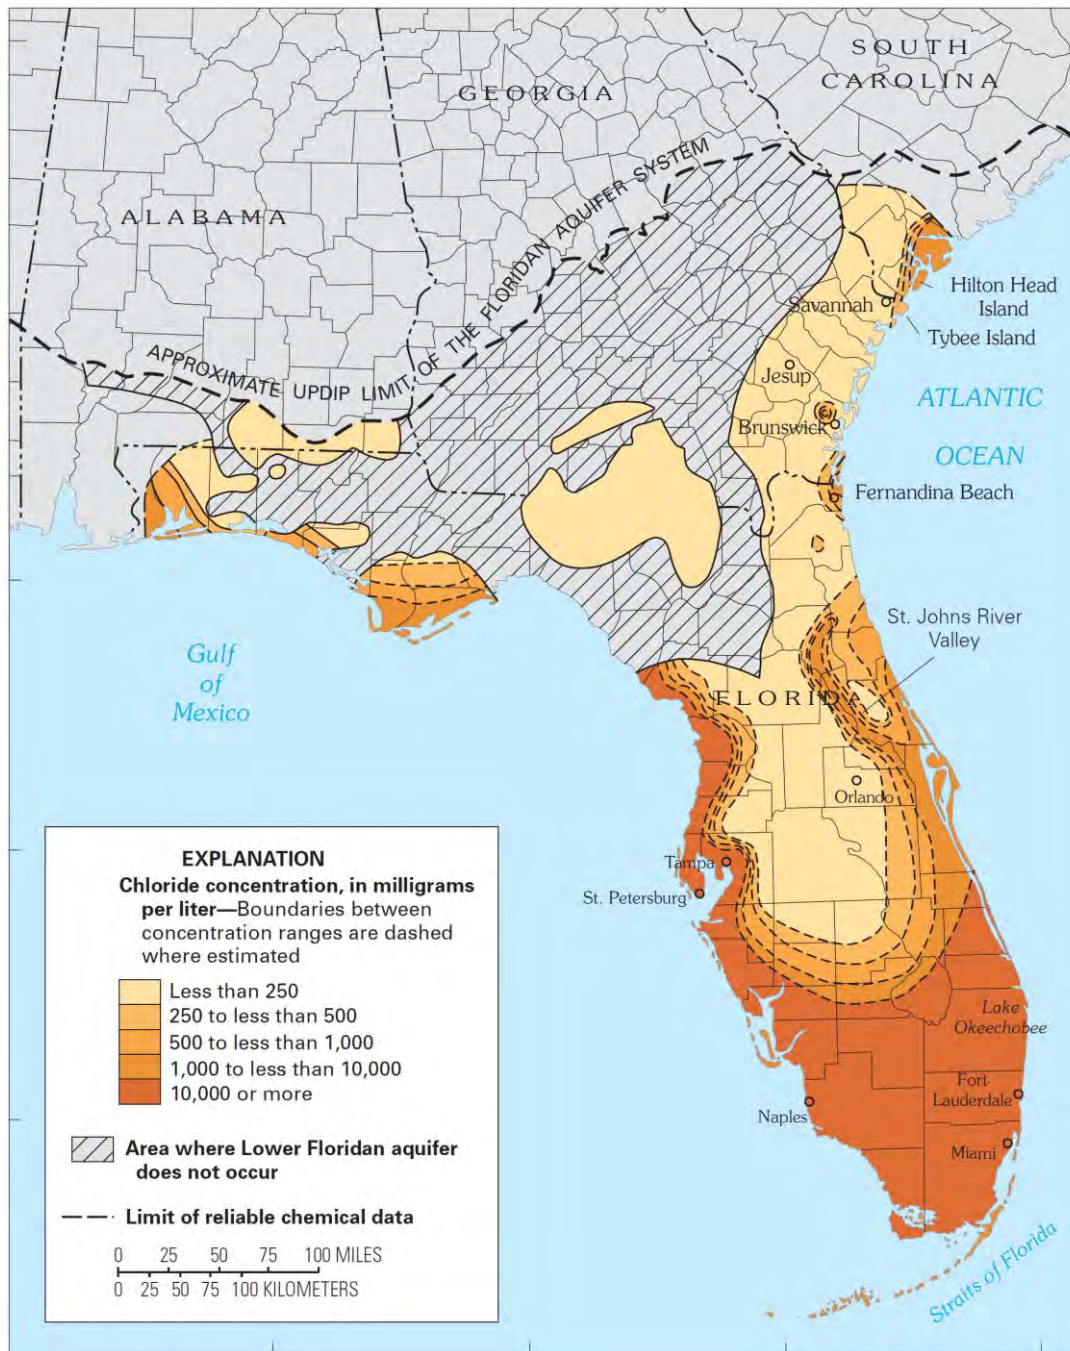 SOUTH
CAROLINA
GEORGIA
ALABAMA
APPROXIMATE UPDIP LIMIT OF THE FLORIDAN AQUIFER SYSTEM
Hilton Head
Island
Savannah
Tybee Island
Jesup
ATLANTIC
OCEAN
Brunswick
Fernandina Beach
St. Johns River
Valley
Gulf
of
Mexico
FLORIDA
Orlando
Tampa
St. Petersburg
Lake
Okeechobee
Fort
Lauderdale
Naples
Miami
Straits of Florida
EXPLANATION
Chloride concentration, in milligrams
per liter—Boundaries between
concentration ranges are dashed
where estimated
Less than 250
250 to less than 500
500 to less than 1,000
1,000 to less than 10,000
10,000 or more
Area where Lower Floridan aquifer
does not occur
Limit of reliable chemical data
0 25 50 75 100 MILES
0 25 50 75 100 KILOMETERS